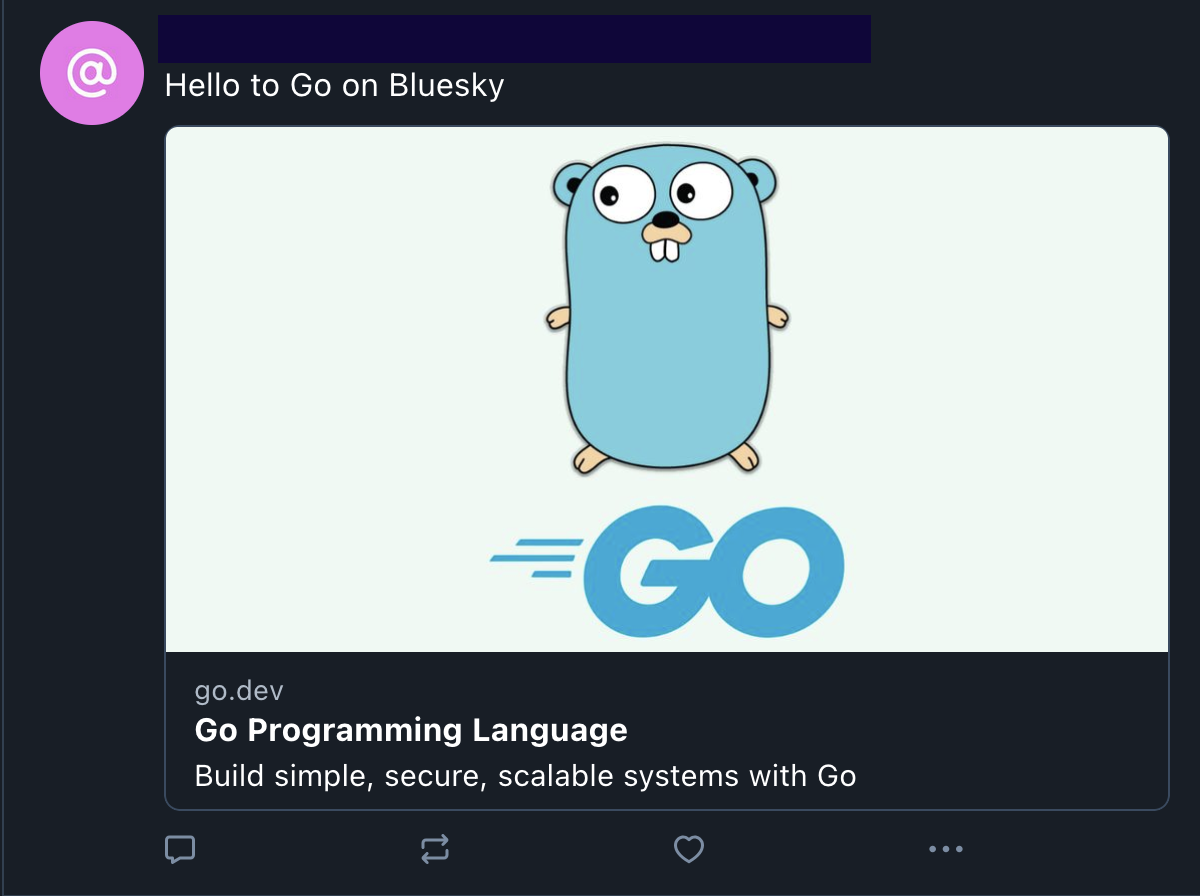 @
Hello to Go on Bluesky
GO
go.dev
Go Programming Language
Build simple, secure, scalable systems with Go